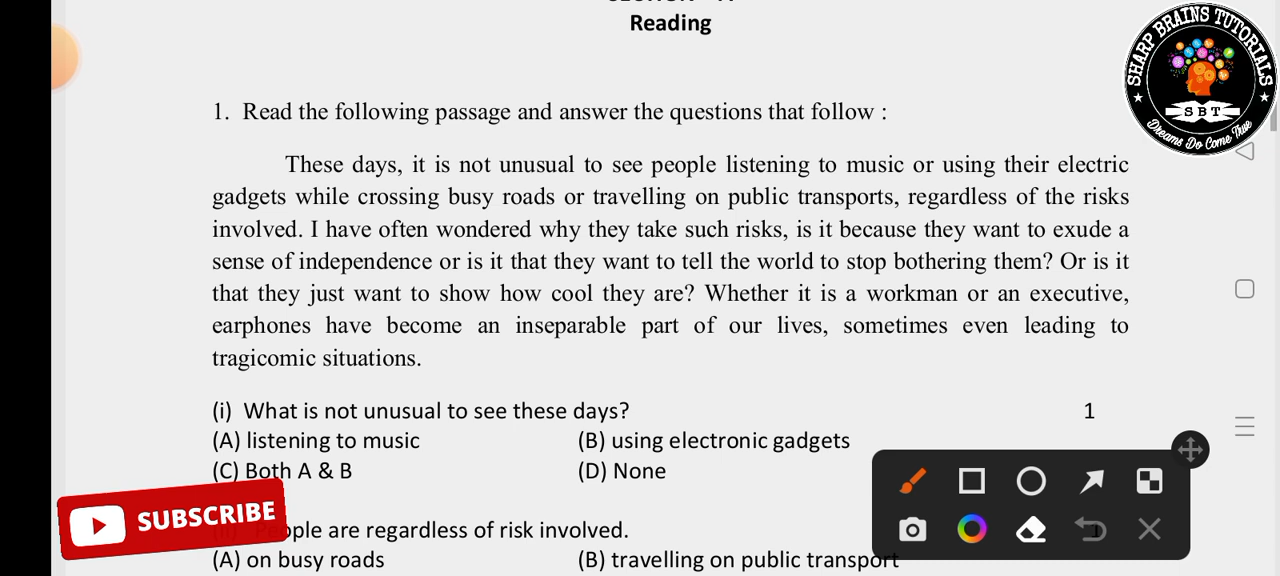 Reading
1. Read the following passage and answer the questions that follow :
These days, it is not unusual to see people listening to music or using their electric
gadgets while crossing busy roads or travelling on public transports, regardless of the risks
involved. I have often wondered why they take such risks, is it because they want to exude a
sense of independence or is it that they want to tell the world to stop bothering them? Or is it
that they just want to show how cool they are? Whether it is a workman or an executive,
earphones have become an inseparable part of our lives, sometimes even leading to
tragicomic situations.
(i) What is not unusual to see these days? 1
(A) listening to music (B) using electronic gadgets
(C) Both A & B (D) None
People are regardless of risk involved.
(A) on busy roads (B) travelling on public transport
SUBSCRIBE
SHARP BRAINS TUTORIALS
SBT
Dreams Do Come True